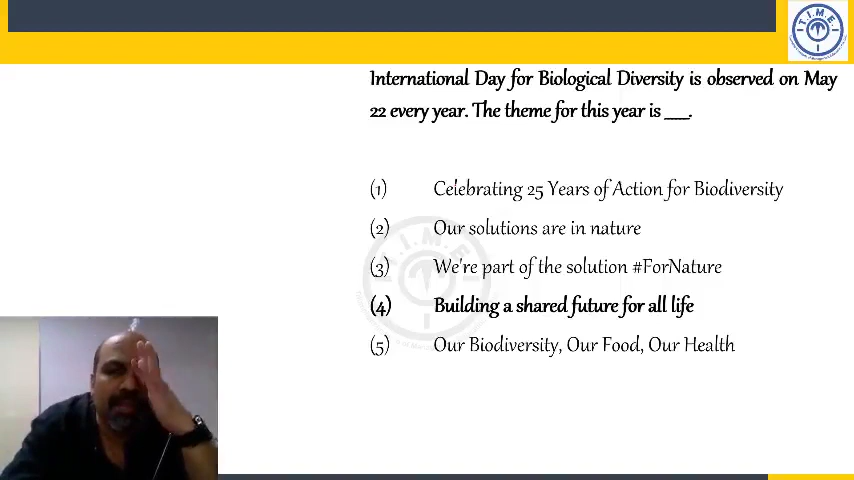 T.I.M.E.
International Day for Biological Diversity is observed on May
22 every year. The theme for this year is ____.
(1) Celebrating 25 Years of Action for Biodiversity
(2) Our solutions are in nature
(3) We're part of the solution #ForNature
(4) Building a shared future for all life
(5) Our Biodiversity, Our Food, Our Health